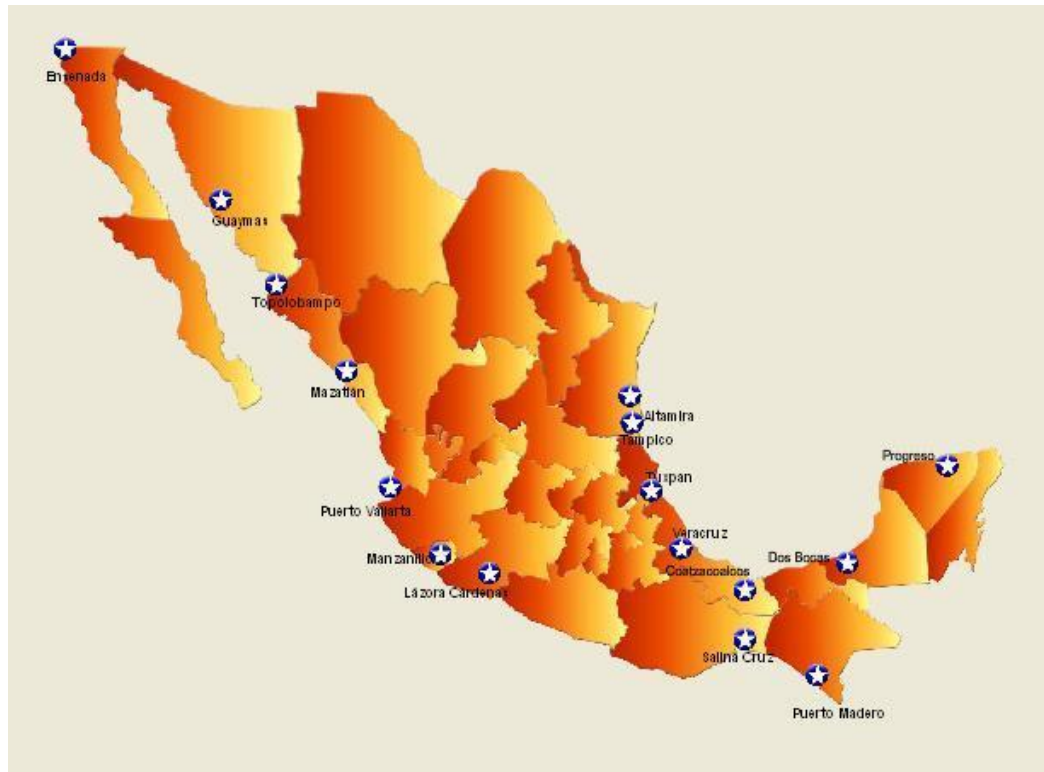 Ensenada
Guaymas
Topolobampo
Mazatlán
Altamira
Tampico
Progreso
Tuxpan
Puerto Vallarta
Veracruz
Manzanillo
Dos Bocas
Coatzacoalcos
Lázora Cárdenas
Salina Cruz
Puerto Madero